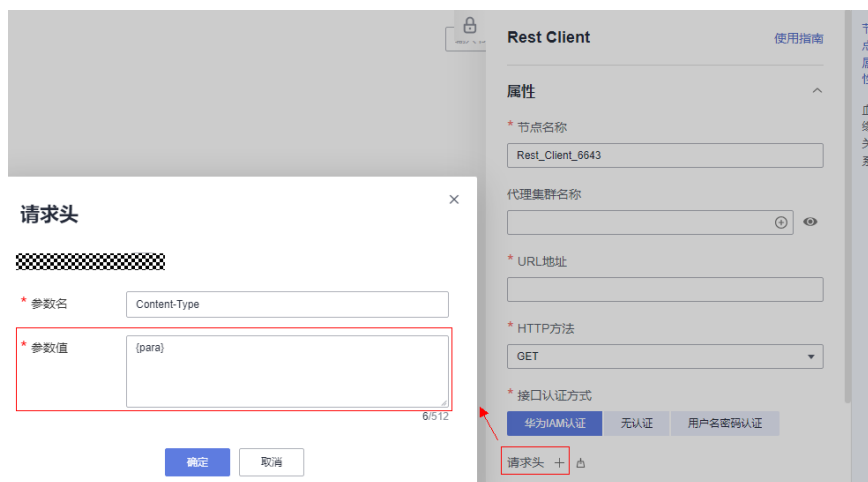 Rest Client
使用指南
属性
* 节点名称
Rest_Client_6643
代理集群名称
* URL地址
* HTTP方法
GET
* 接口认证方式
华为IAM认证
无认证
用户名密码认证
请求头
请求头
* 参数名
Content-Type
* 参数值
{para}
6/512
确定
取消